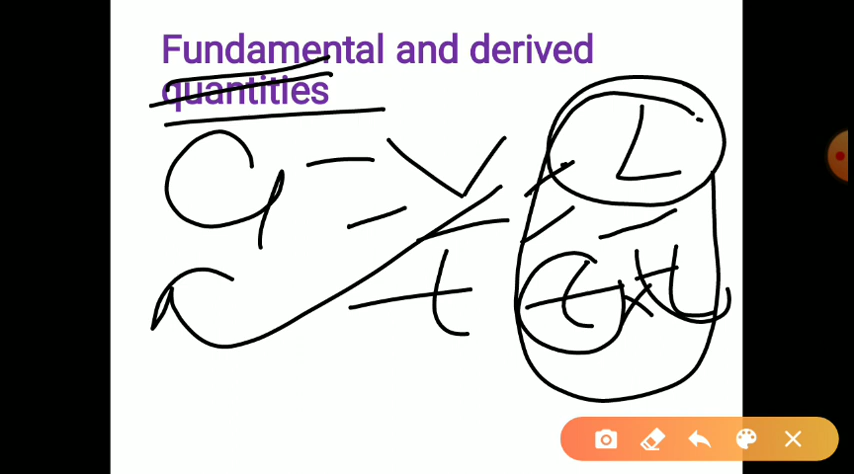 Fundamental and derived
quantities
a = v = L
t t × t